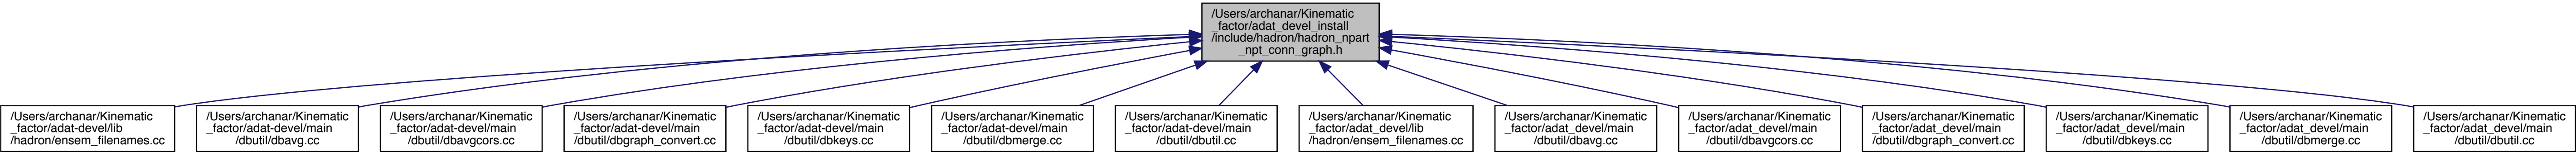 /Users/archanar/Kinematic
_factor/adat_devel_install
/include/hadron/hadron_npart
_npt_conn_graph.h
/Users/archanar/Kinematic
_factor/adat-devel/lib
/hadron/ensem_filenames.cc
/Users/archanar/Kinematic
_factor/adat-devel/main
/dbutil/dbavg.cc
/Users/archanar/Kinematic
_factor/adat-devel/main
/dbutil/dbavgcors.cc
/Users/archanar/Kinematic
_factor/adat-devel/main
/dbutil/dbgraph_convert.cc
/Users/archanar/Kinematic
_factor/adat-devel/main
/dbutil/dbkeys.cc
/Users/archanar/Kinematic
_factor/adat-devel/main
/dbutil/dbmerge.cc
/Users/archanar/Kinematic
_factor/adat-devel/main
/dbutil/dbutil.cc
/Users/archanar/Kinematic
_factor/adat_devel/lib
/hadron/ensem_filenames.cc
/Users/archanar/Kinematic
_factor/adat_devel/main
/dbutil/dbavg.cc
/Users/archanar/Kinematic
_factor/adat_devel/main
/dbutil/dbavgcors.cc
/Users/archanar/Kinematic
_factor/adat_devel/main
/dbutil/dbgraph_convert.cc
/Users/archanar/Kinematic
_factor/adat_devel/main
/dbutil/dbkeys.cc
/Users/archanar/Kinematic
_factor/adat_devel/main
/dbutil/dbmerge.cc
/Users/archanar/Kinematic
_factor/adat_devel/main
/dbutil/dbutil.cc